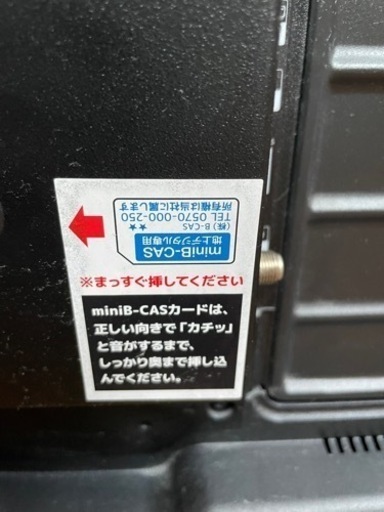 所有権は当社に属します
TEL 0570-000-250
(株) B-CAS ★★
地上デジタル専用
miniB-CAS
※まっすぐ挿してください
miniB-CASカードは、
正しい向きで「カチッ」
と音がするまで、
しっかり奥まで挿し込
んでください。